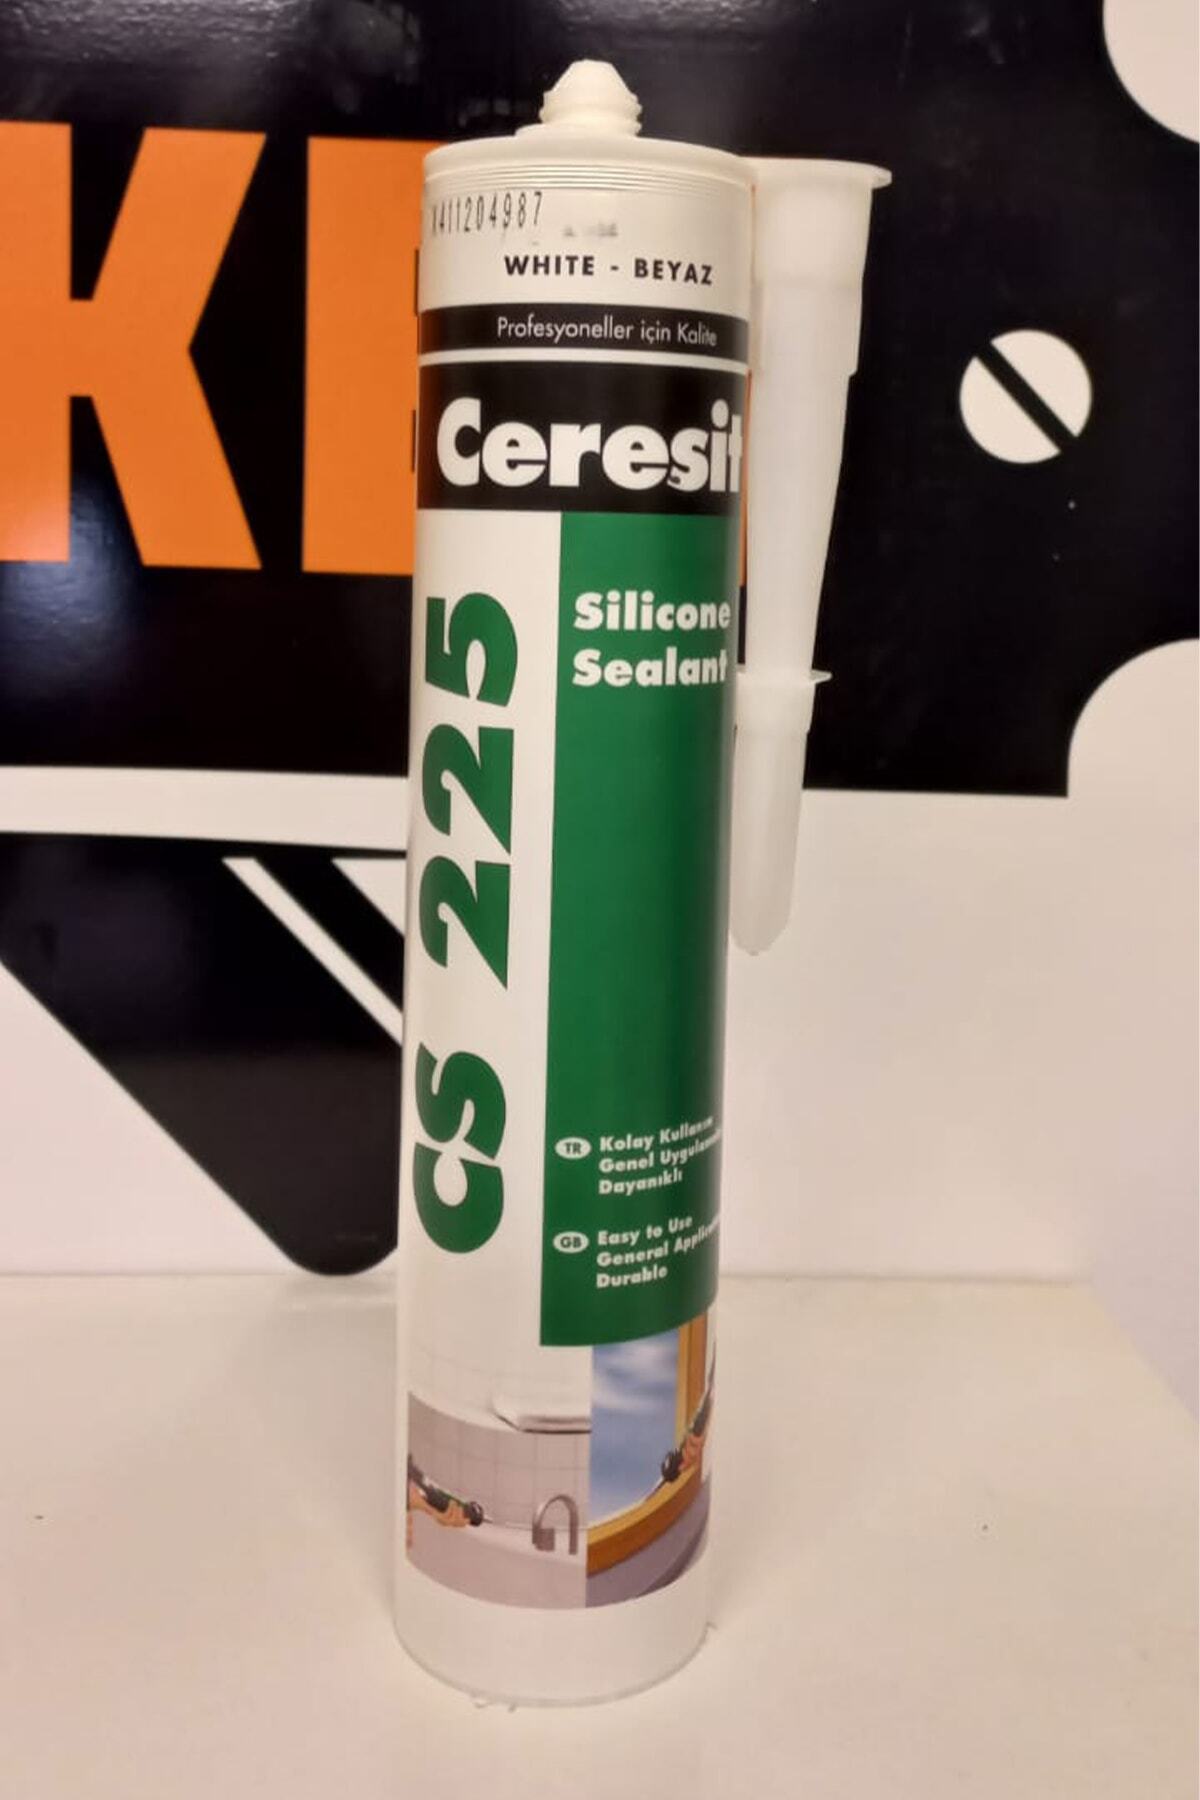 X411204987
WHITE - BEYAZ
Profesyoneller için Kalite
Ceresit
CS 225
Silicone
Sealant
TR Kolay Kullanım
Genel
Dayanıklı
GB Easy to Use
General
Durable
K